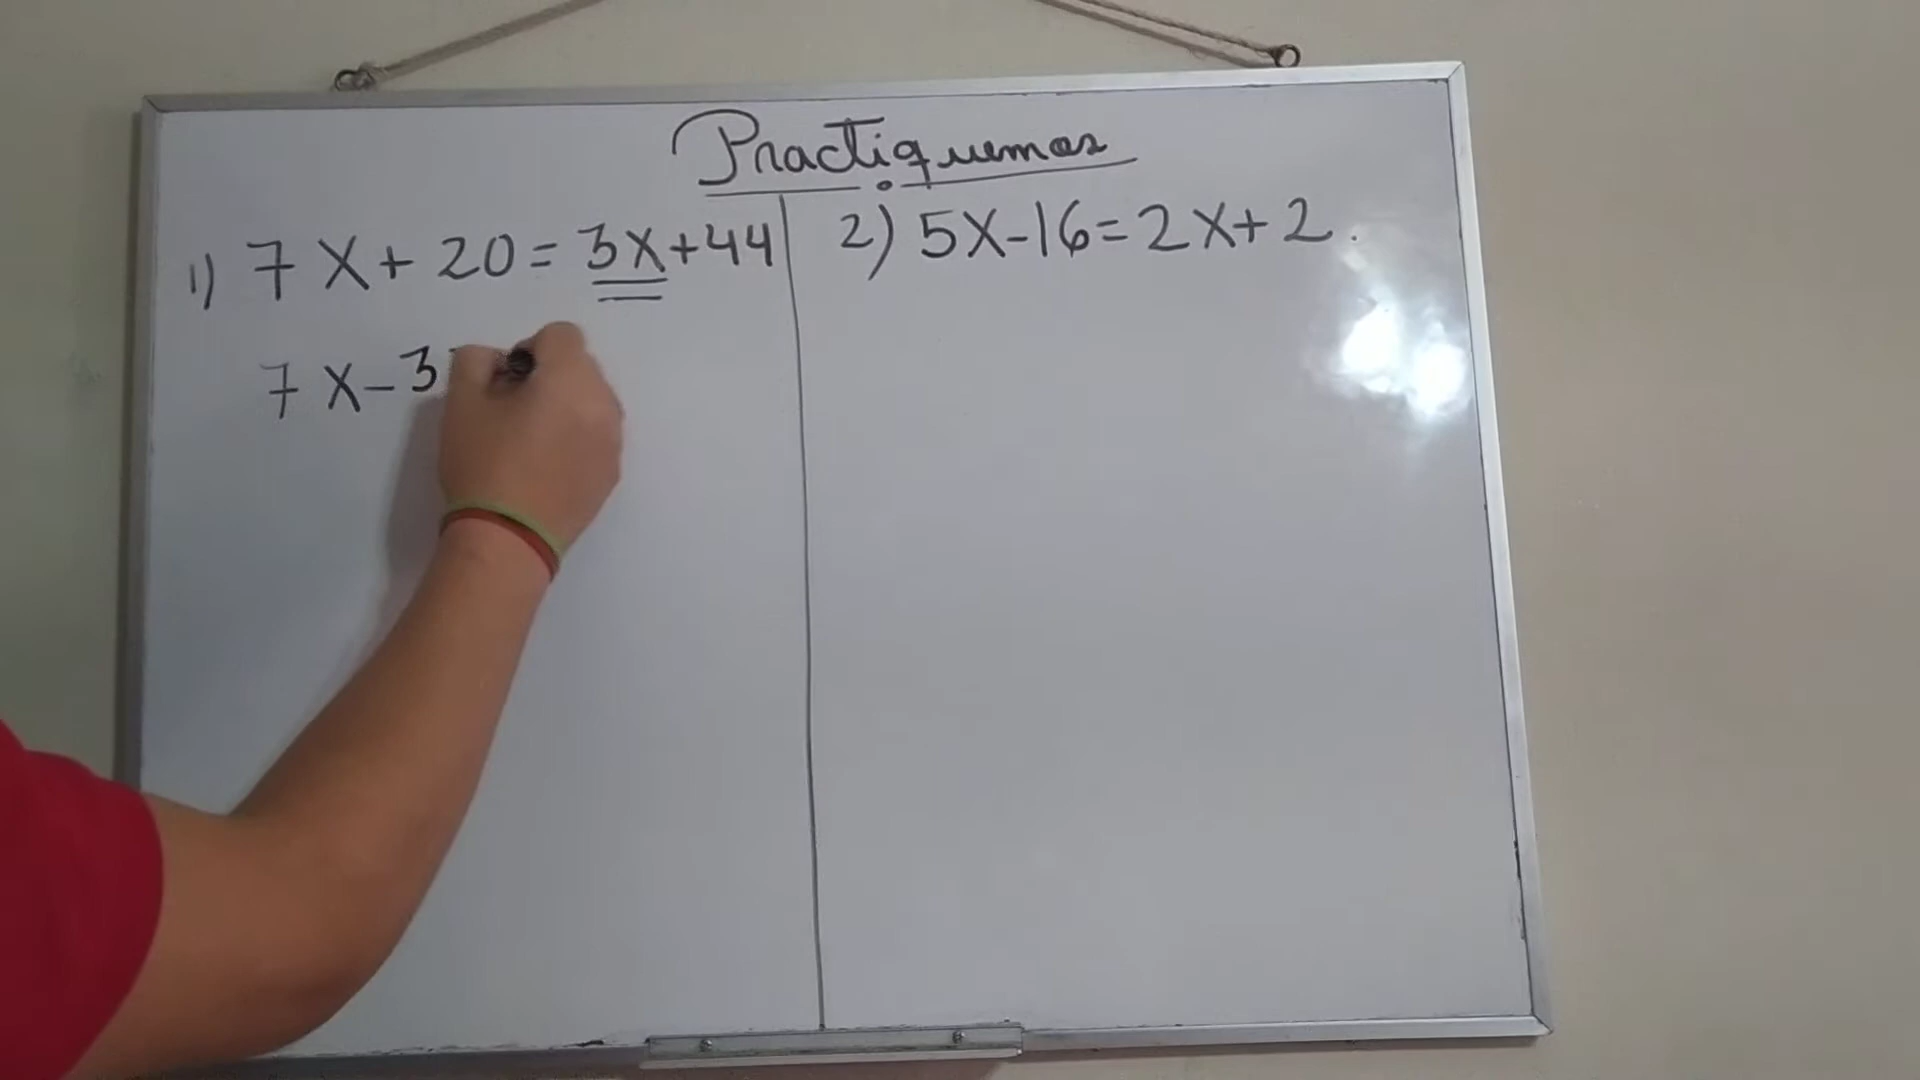 Practiquemos
1) 7X+20=3X+44
7X-3
2) 5X-16=2X+2.